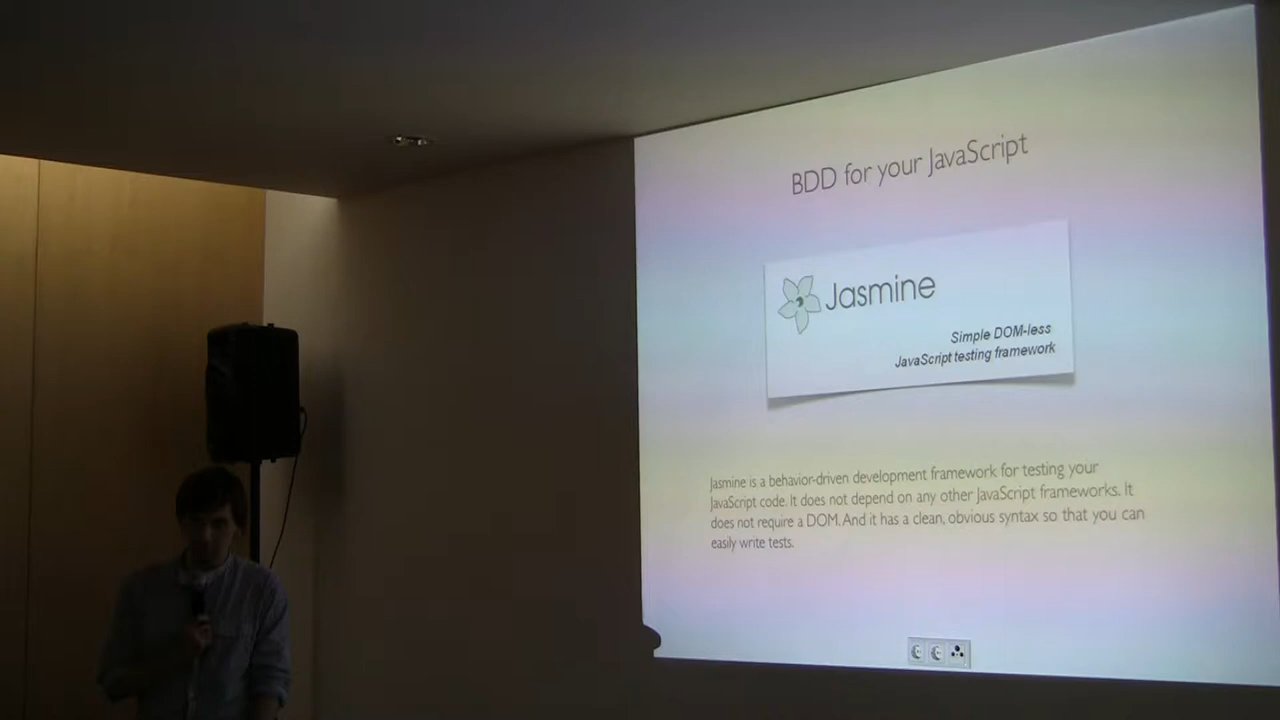 BDD for your JavaScript
Jasmine
Simple DOM-less
JavaScript testing framework
Jasmine is a behavior-driven development framework for testing your
JavaScript code. It does not depend on any other JavaScript frameworks. It
does not require a DOM. And it has a clean, obvious syntax so that you can
easily write tests.